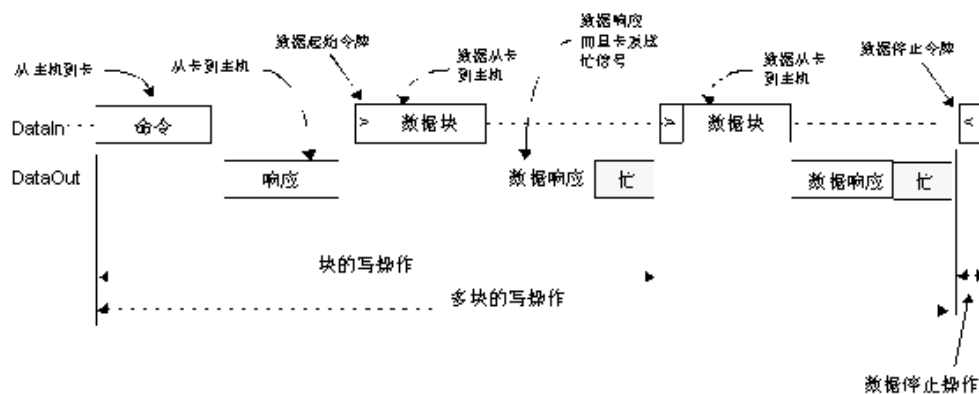 从主机到卡
从卡到主机
数据起始令牌
数据从卡
到主机
数据响应
而且卡发送
忙信号
数据从卡
到主机
数据停止令牌
DataIn
命令
>
数据块
>
数据块
<
DataOut
响应
数据响应
忙
数据响应
忙
块的写操作
多块的写操作
数据停止操作